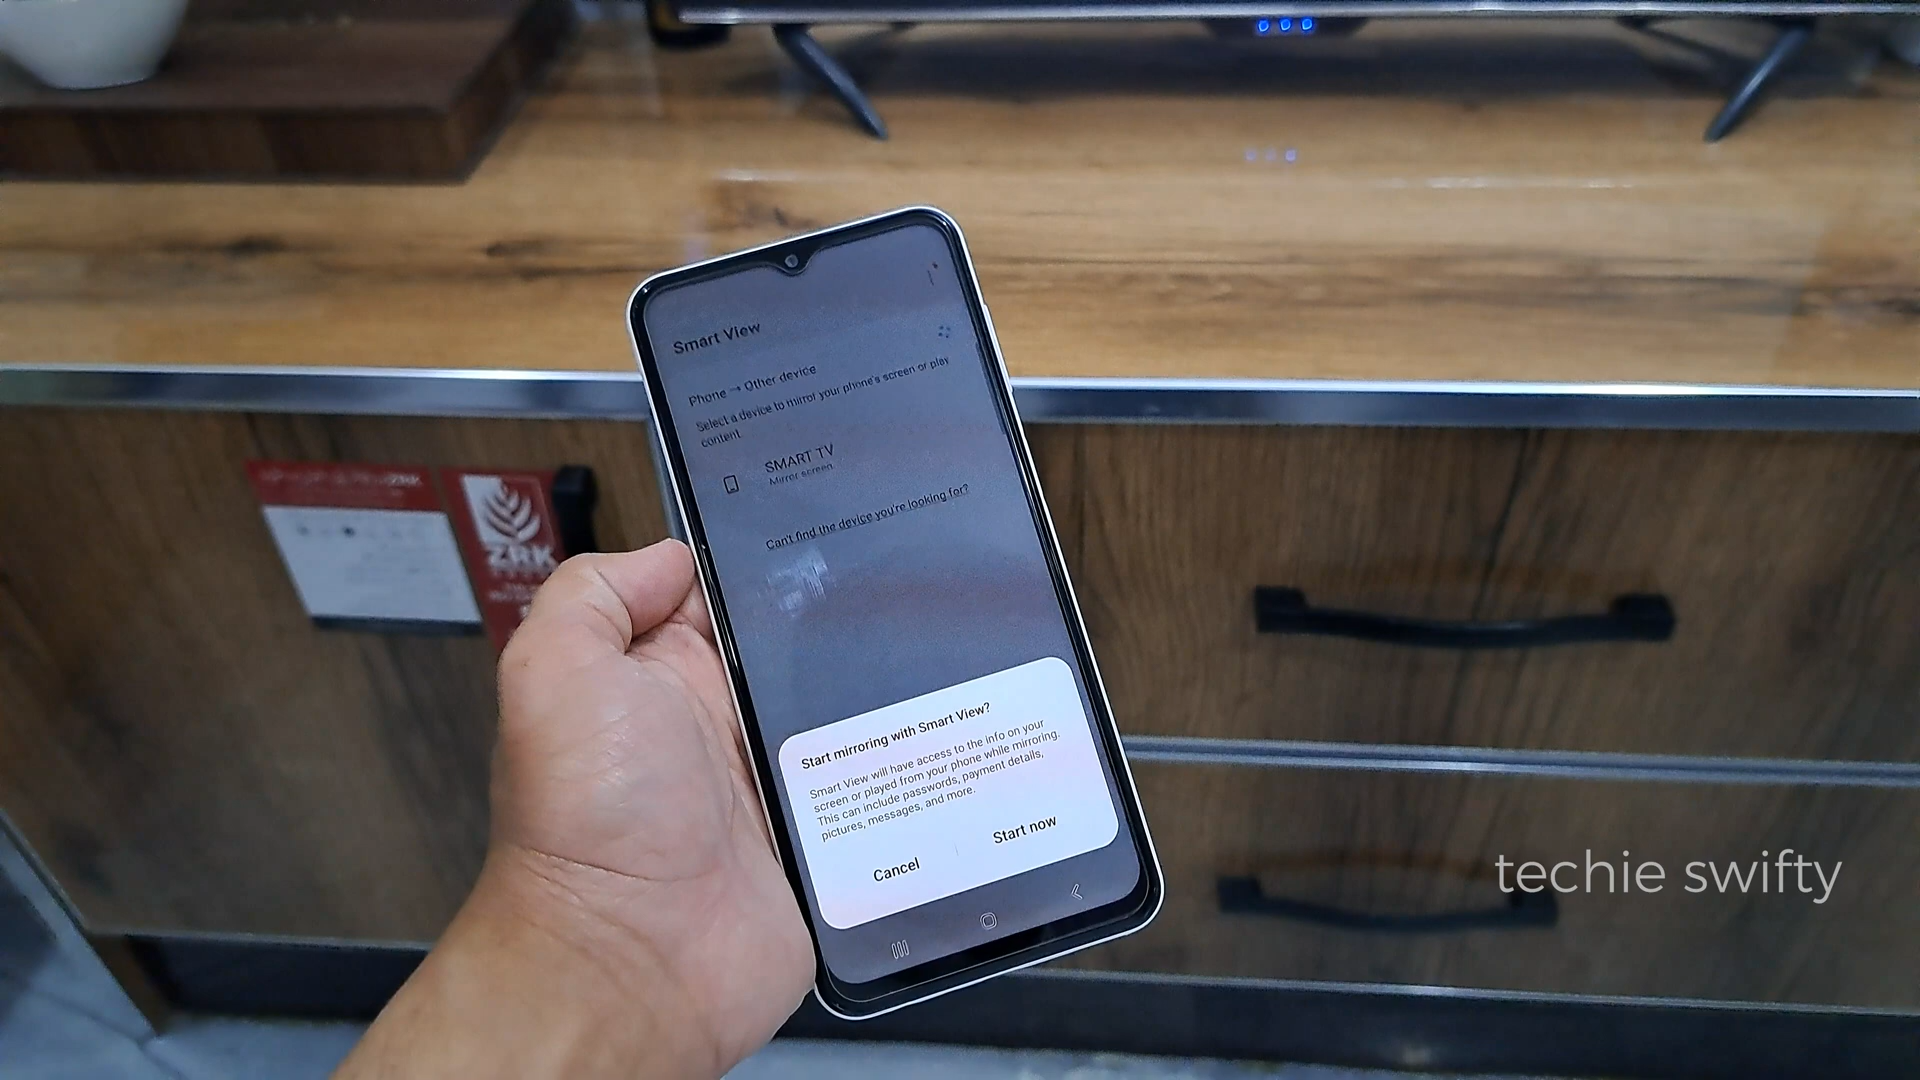 Smart View
Phone → Other device
Select a device to mirror your phone's screen or play
content.
SMART TV
Mirror screen
Can't find the device you're looking for?
Start mirroring with Smart View?
Smart View will have access to the info on your
screen or played from your phone while mirroring.
This can include passwords, payment details,
pictures, messages, and more.
Cancel
Start now
ZRK
techie swifty